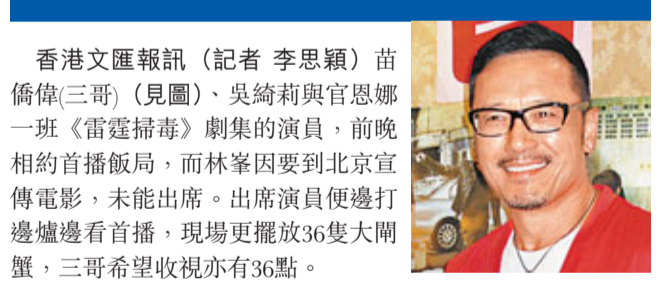 香港文匯報訊（記者 李思穎）苗
僑偉(三哥)（見圖）、吳綺莉與官恩娜
一班《雷霆掃毒》劇集的演員，前晚
相約首播飯局，而林峯因要到北京宣
傳電影，未能出席。出席演員便邊打
邊爐邊看首播，現場更擺放36隻大閘
蟹，三哥希望收視亦有36點。